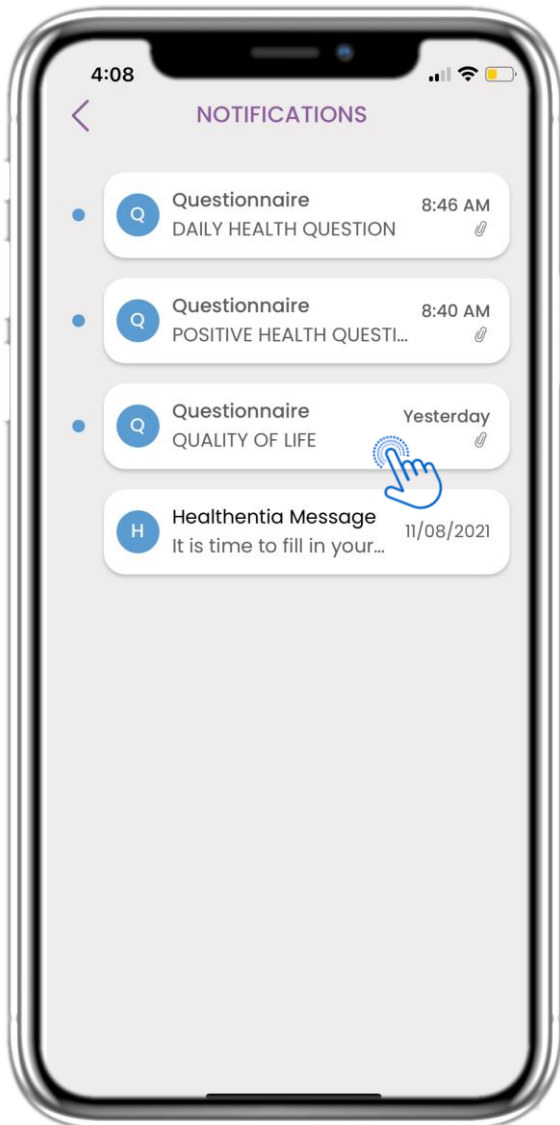 4:08
NOTIFICATIONS
Q
Questionnaire
8:46 AM
DAILY HEALTH QUESTION
Q
Questionnaire
8:40 AM
POSITIVE HEALTH QUESTI...
Q
Questionnaire
Yesterday
QUALITY OF LIFE
H
Healthentia Message
11/08/2021
It is time to fill in your...